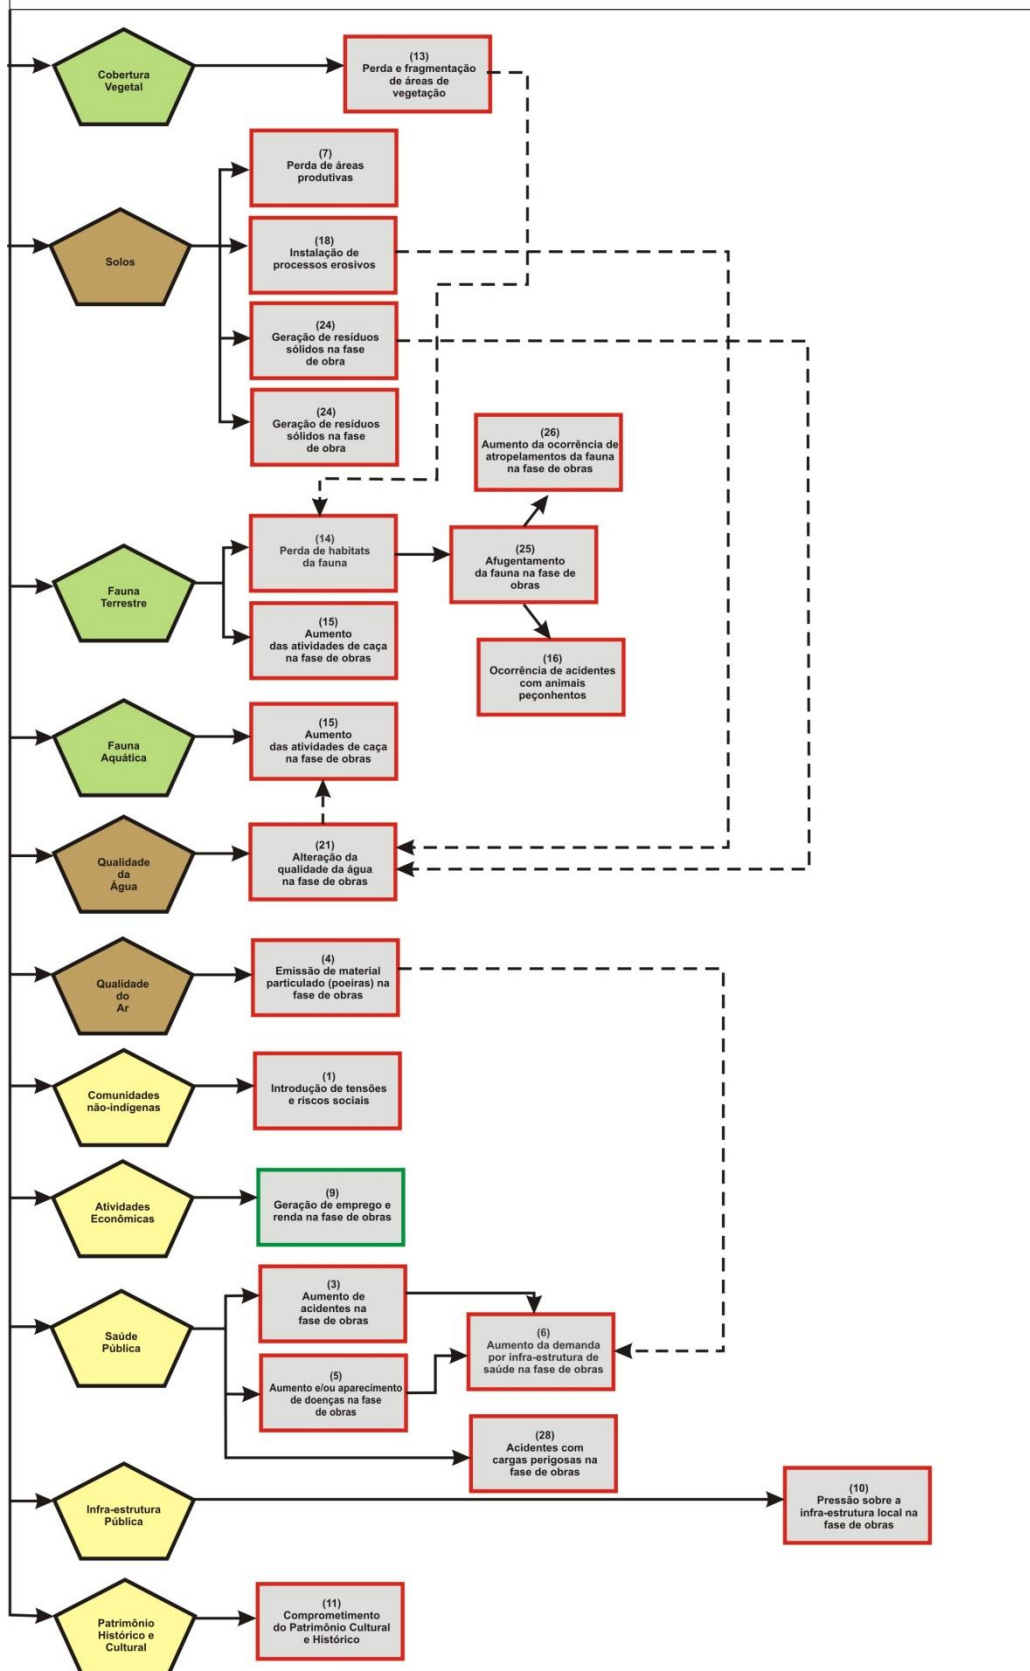 Cobertura
Vegetal
(13)
Perda e fragmentação
de áreas de
vegetação
(7)
Perda de áreas
produtivas
Solos
(18)
Instalação de
processos erosivos
(24)
Geração de resíduos
sólidos na fase
de obra
(24)
Geração de resíduos
sólidos na fase
de obra
(26)
Aumento da ocorrência de
atropelamentos da fauna
na fase de obras
Fauna
Terrestre
(14)
Perda de habitats
da fauna
(25)
Afugentamento
da fauna na fase de
obras
(15)
Aumento
das atividades de caça
na fase de obras
(16)
Ocorrência de acidentes
com animais
peçonhentos
Fauna
Aquática
(15)
Aumento
das atividades de caça
na fase de obras
Qualidade
da
Água
(21)
Alteração da
qualidade da água
na fase de obras
Qualidade
do
Ar
(4)
Emissão de material
particulado (poeiras) na
fase de obras
Comunidades
não-indígenas
(1)
Introdução de tensões
e riscos sociais
Atividades
Econômicas
(9)
Geração de emprego e
renda na fase de obras
Saúde
Pública
(3)
Aumento de
acidentes na
fase de obras
(6)
Aumento da demanda
por infra-estrutura de
saúde na fase de obras
(5)
Aumento e/ou aparecimento
de doenças na fase
de obras
(28)
Acidentes com
cargas perigosas na
fase de obras
Infra-estrutura
Pública
(10)
Pressão sobre a
infra-estrutura local na
fase de obras
Patrimônio
Histórico e
Cultural
(11)
Comprometimento
do Patrimônio Cultural
e Histórico